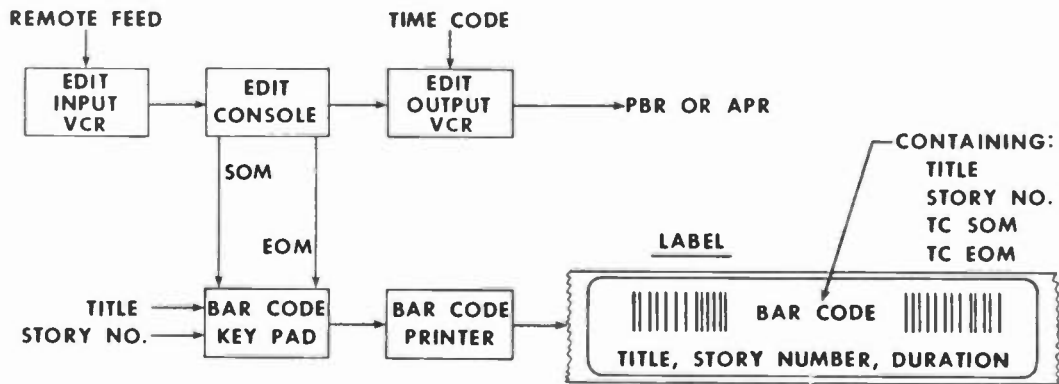 REMOTE FEED
TIME CODE
EDIT
INPUT
VCR
EDIT
CONSOLE
EDIT
OUTPUT
VCR
PBR OR APR
CONTAINING:
TITLE
STORY NO.
TC SOM
TC EOM
SOM
EOM
LABEL
TITLE
STORY NO.
BAR CODE
KEY PAD
BAR CODE
PRINTER
BAR CODE
TITLE, STORY NUMBER, DURATION